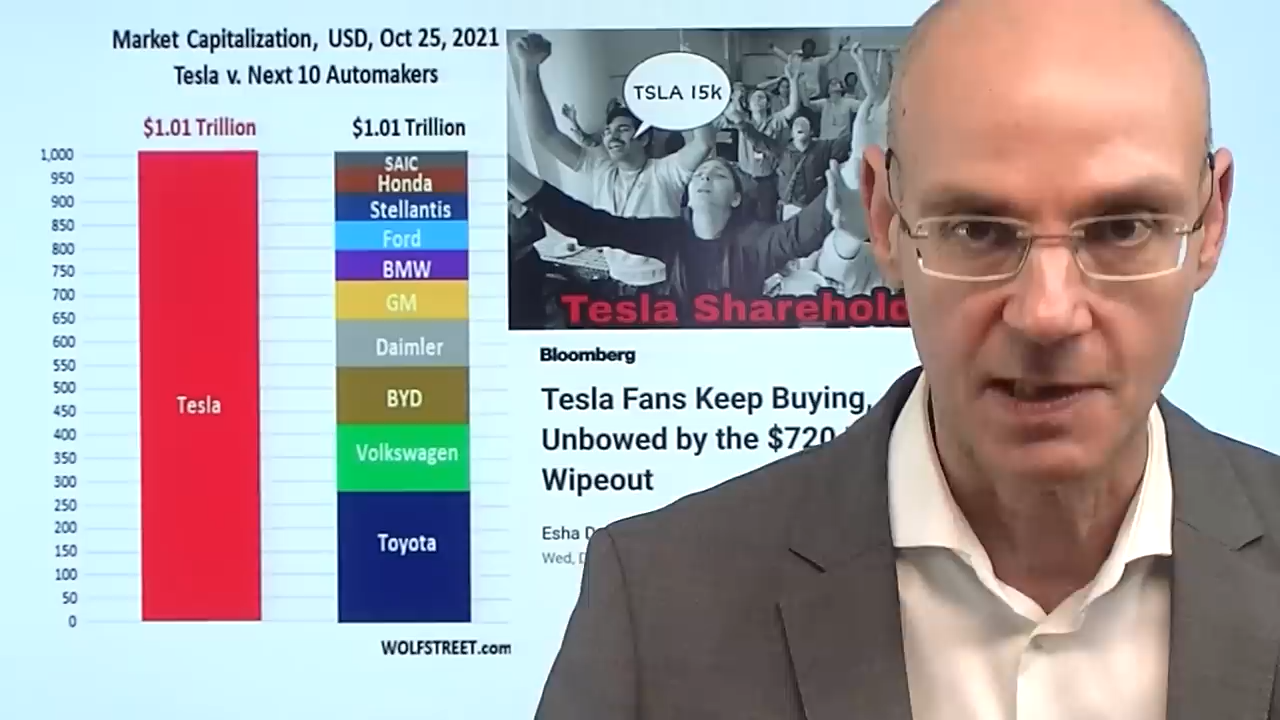 Market Capitalization, USD, Oct 25, 2021
Tesla v. Next 10 Automakers
$1.01 Trillion
$1.01 Trillion
1,000
950
900
850
800
750
700
650
600
550
500
450
400
350
300
250
200
150
100
50
0
Tesla
SAIC
Honda
Stellantis
Ford
BMW
GM
Daimler
BYD
Volkswagen
Toyota
WOLFSTREET.com
TSLA 15k
Tesla
Bloomberg
Tesla Fans Keep Buying,
Unbowed by the $720
Wipeout
Esha
Wed,